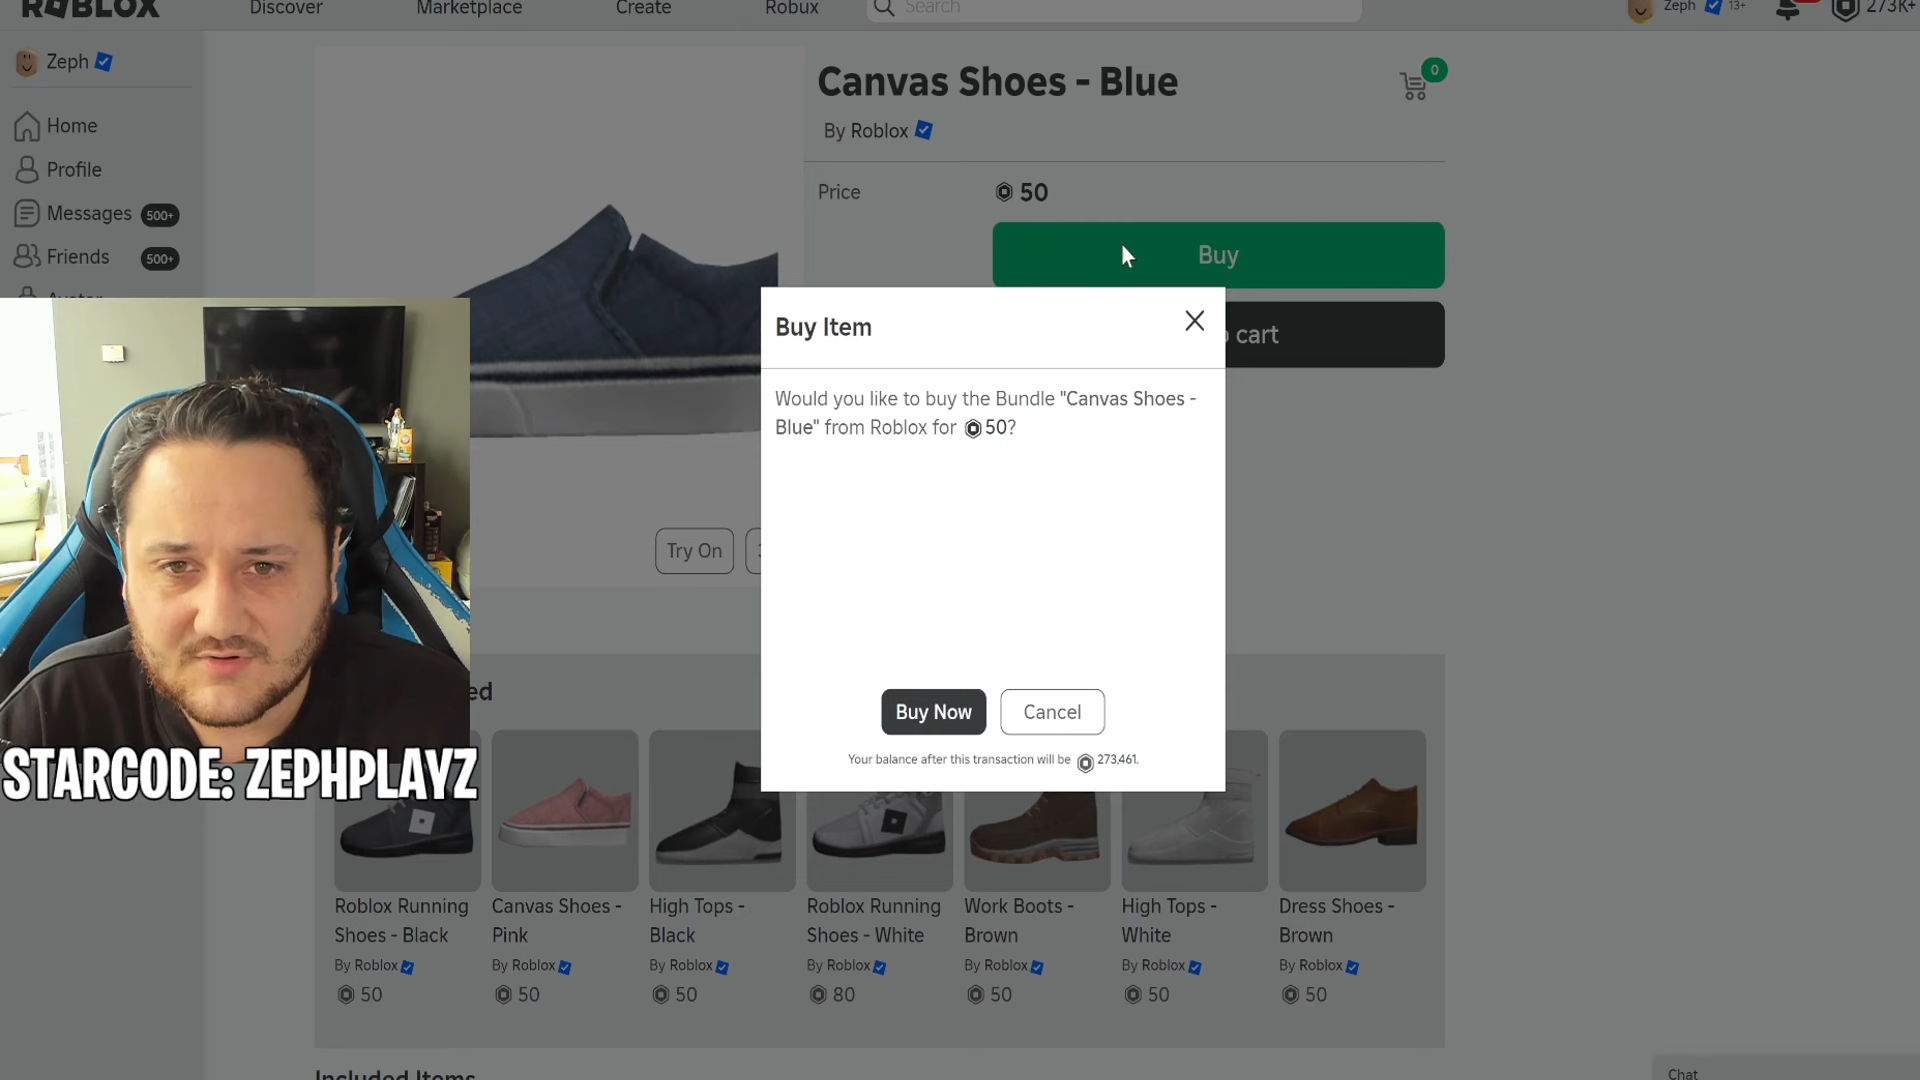 ROBLOX
Discover
Marketplace
Create
Robux
Search
Zeph
13+
273K+
Zeph
Home
Profile
Messages 500+
Friends 500+
Avatar
Canvas Shoes - Blue
0
By Roblox
Price
50
Buy
cart
Try On
Buy Item
Would you like to buy the Bundle "Canvas Shoes -
Blue" from Roblox for 50?
Buy Now
Cancel
Your balance after this transaction will be 273,461.
STARCODE: ZEPHPLAYZ
Roblox Running
Shoes - Black
By Roblox
50
Canvas Shoes -
Pink
By Roblox
50
High Tops -
Black
By Roblox
50
Roblox Running
Shoes - White
By Roblox
80
Work Boots -
Brown
By Roblox
50
High Tops -
White
By Roblox
50
Dress Shoes -
Brown
By Roblox
50
Included Items
Chat